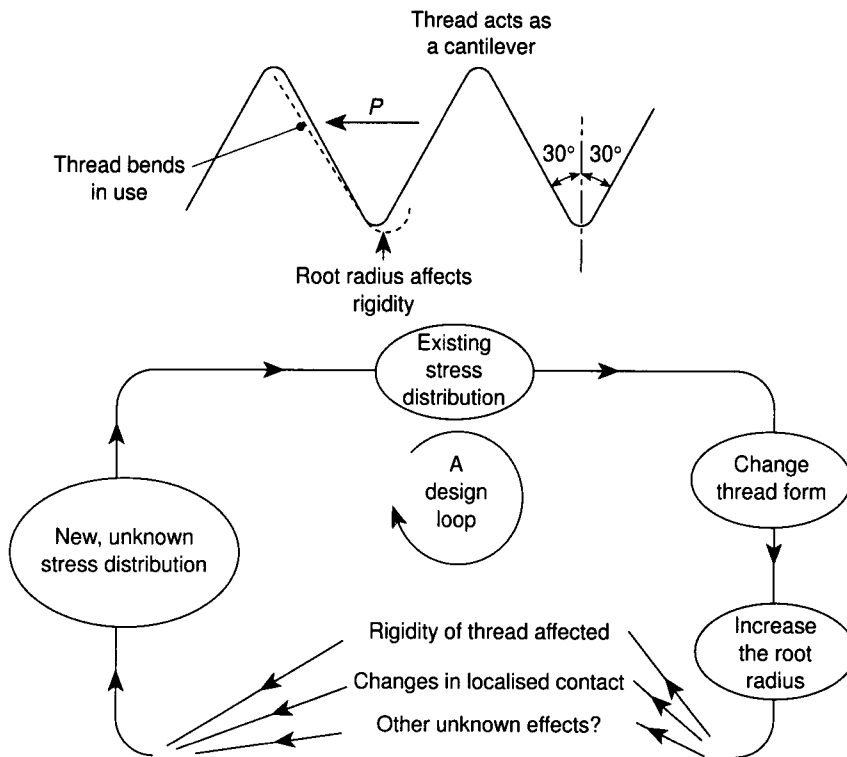 Thread acts as
a cantilever
P
30° 30°
Thread bends
in use
Root radius affects
rigidity
Existing
stress
distribution
A
design
loop
Change
thread form
New, unknown
stress distribution
Increase
the root
radius
Rigidity of thread affected
Changes in localised contact
Other unknown effects?